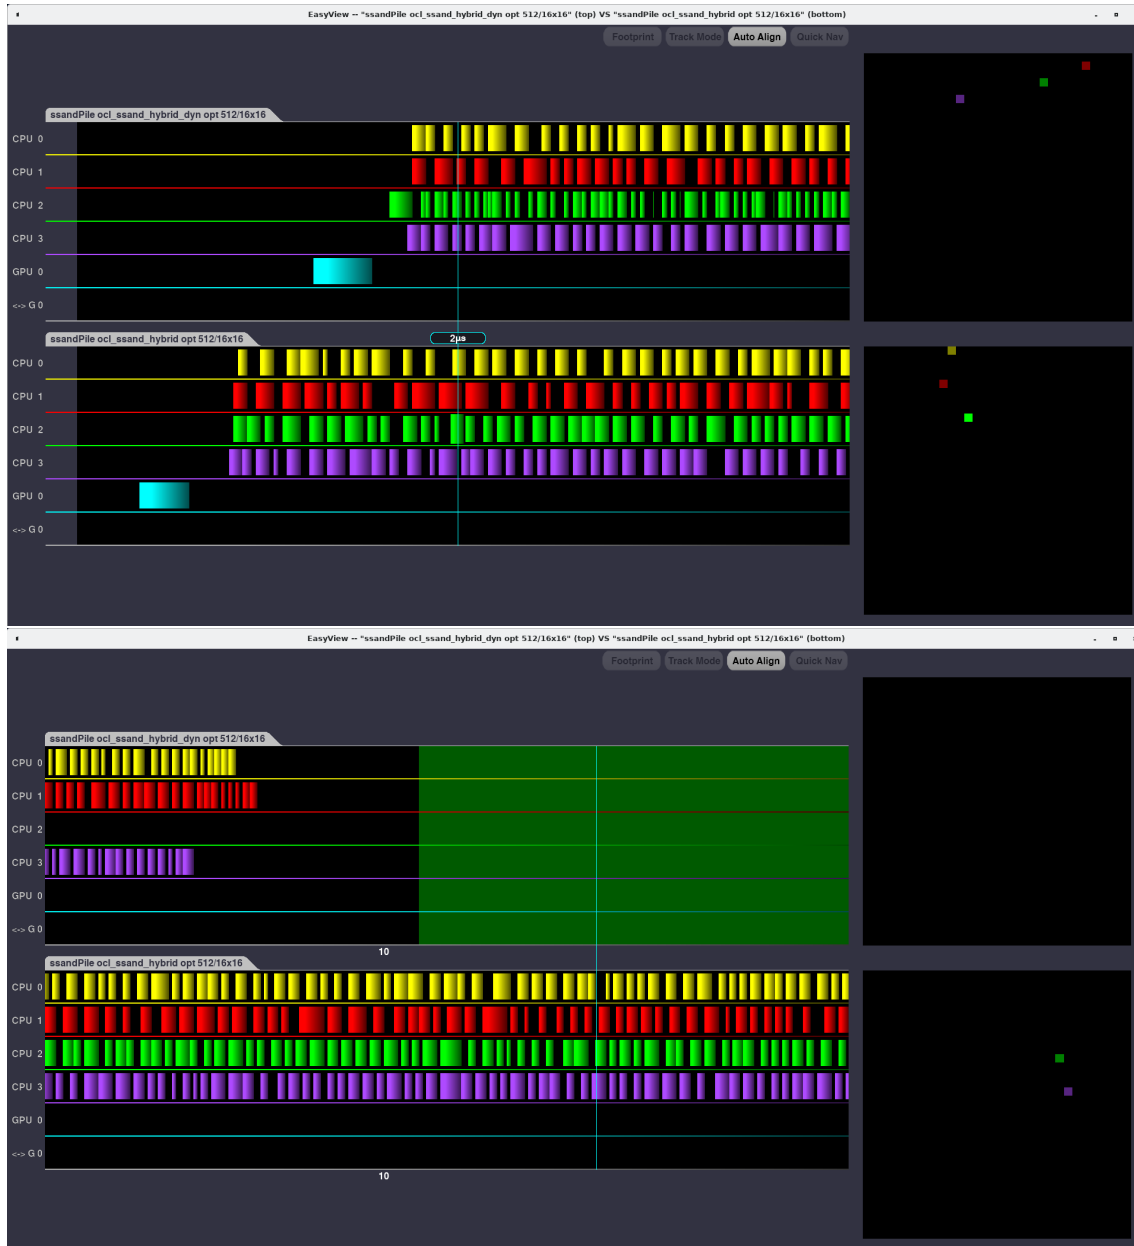 EasyView -- "ssandPile ocl_ssand_hybrid_dyn opt 512/16x16" (top) VS "ssandPile ocl_ssand_hybrid opt 512/16x16" (bottom)
Footprint Track Mode Auto Align Quick Nav
ssandPile ocl_ssand_hybrid_dyn opt 512/16x16
CPU 0
CPU 1
CPU 2
CPU 3
GPU 0
<-> G 0
ssandPile ocl_ssand_hybrid opt 512/16x16
2µs
CPU 0
CPU 1
CPU 2
CPU 3
GPU 0
<-> G 0
EasyView -- "ssandPile ocl_ssand_hybrid_dyn opt 512/16x16" (top) VS "ssandPile ocl_ssand_hybrid opt 512/16x16" (bottom)
Footprint Track Mode Auto Align Quick Nav
ssandPile ocl_ssand_hybrid_dyn opt 512/16x16
CPU 0
CPU 1
CPU 2
CPU 3
GPU 0
<-> G 0
10
ssandPile ocl_ssand_hybrid opt 512/16x16
CPU 0
CPU 1
CPU 2
CPU 3
GPU 0
<-> G 0
10